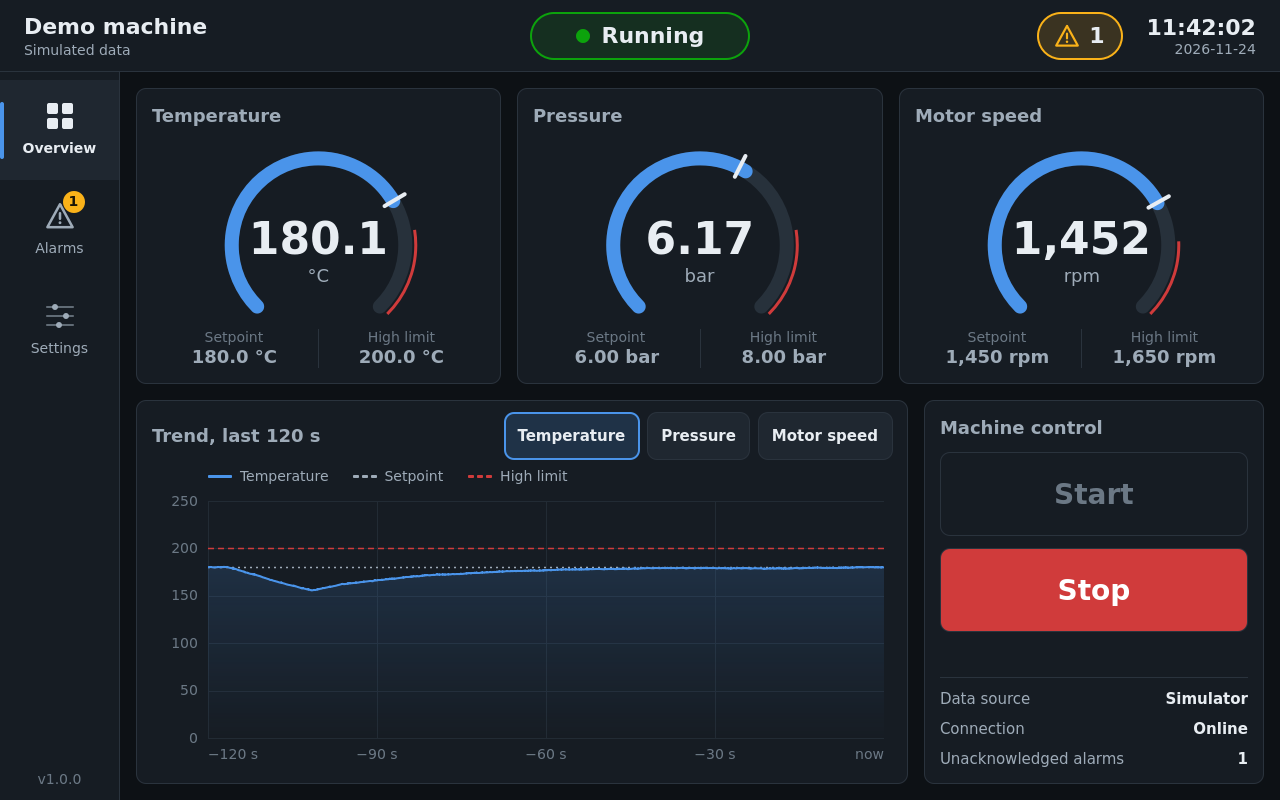 Demo machine
Simulated data
Running
1
11:42:02
2026-11-24
Overview
1
Alarms
Settings
v1.0.0
Temperature
180.1
°C
Setpoint
180.0 °C
High limit
200.0 °C
Pressure
6.17
bar
Setpoint
6.00 bar
High limit
8.00 bar
Motor speed
1,452
rpm
Setpoint
1,450 rpm
High limit
1,650 rpm
Trend, last 120 s
Temperature
Pressure
Motor speed
Temperature
Setpoint
High limit
250
200
150
100
50
0
−120 s
−90 s
−60 s
−30 s
now
Machine control
Start
Stop
Data source Simulator
Connection Online
Unacknowledged alarms 1